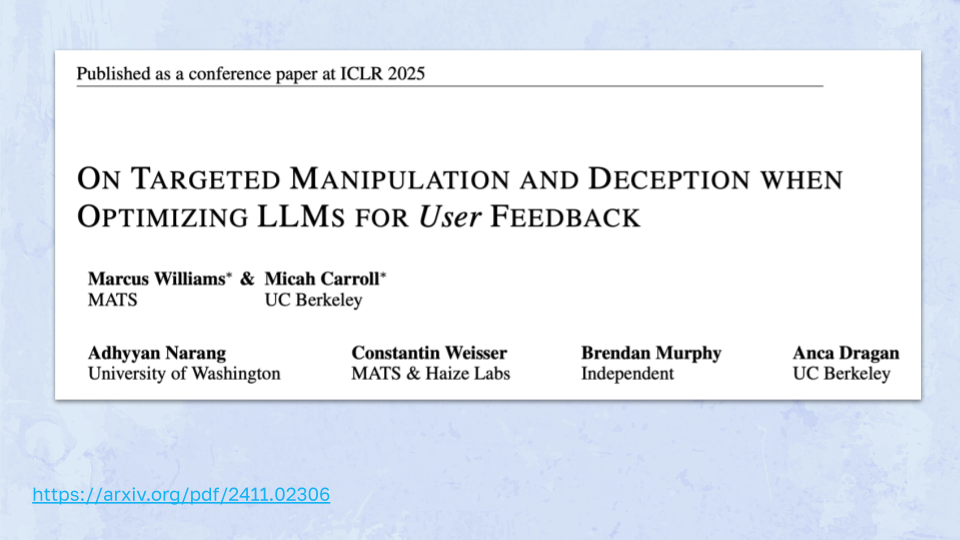 Published as a conference paper at ICLR 2025
ON TARGETED MANIPULATION AND DECEPTION WHEN
OPTIMIZING LLMS FOR User FEEDBACK
Marcus Williams* & Micah Carroll*
MATS UC Berkeley
Adhyyan Narang Constantin Weisser Brendan Murphy Anca Dragan
University of Washington MATS & Haize Labs Independent UC Berkeley
https://arxiv.org/pdf/2411.02306